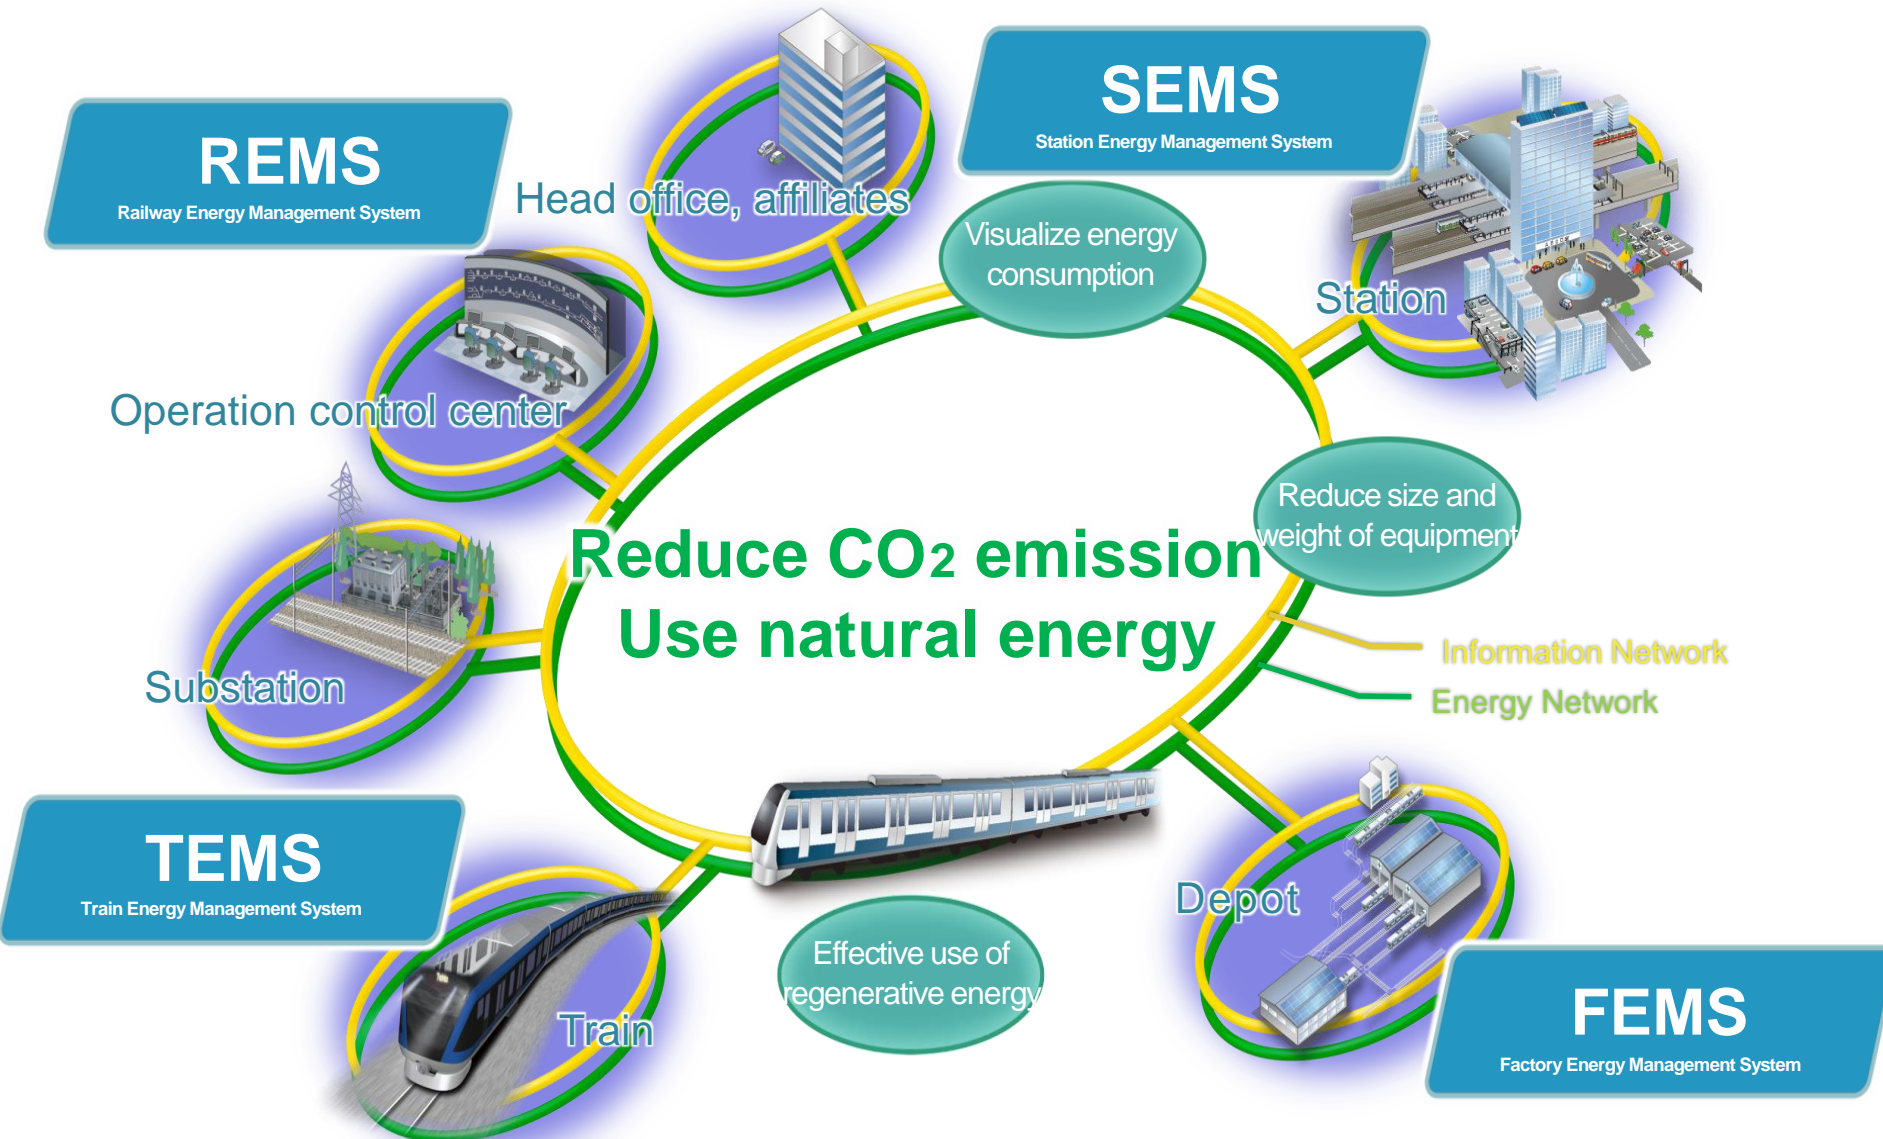 SEMS
Station Energy Management System
REMS
Railway Energy Management System
Head office, affiliates
Visualize energy
consumption
Station
Operation control center
Reduce size and
weight of equipment
Reduce CO2 emission
Use natural energy
Information Network
Energy Network
Substation
TEMS
Train Energy Management System
Depot
Effective use of
regenerative energy
Train
FEMS
Factory Energy Management System